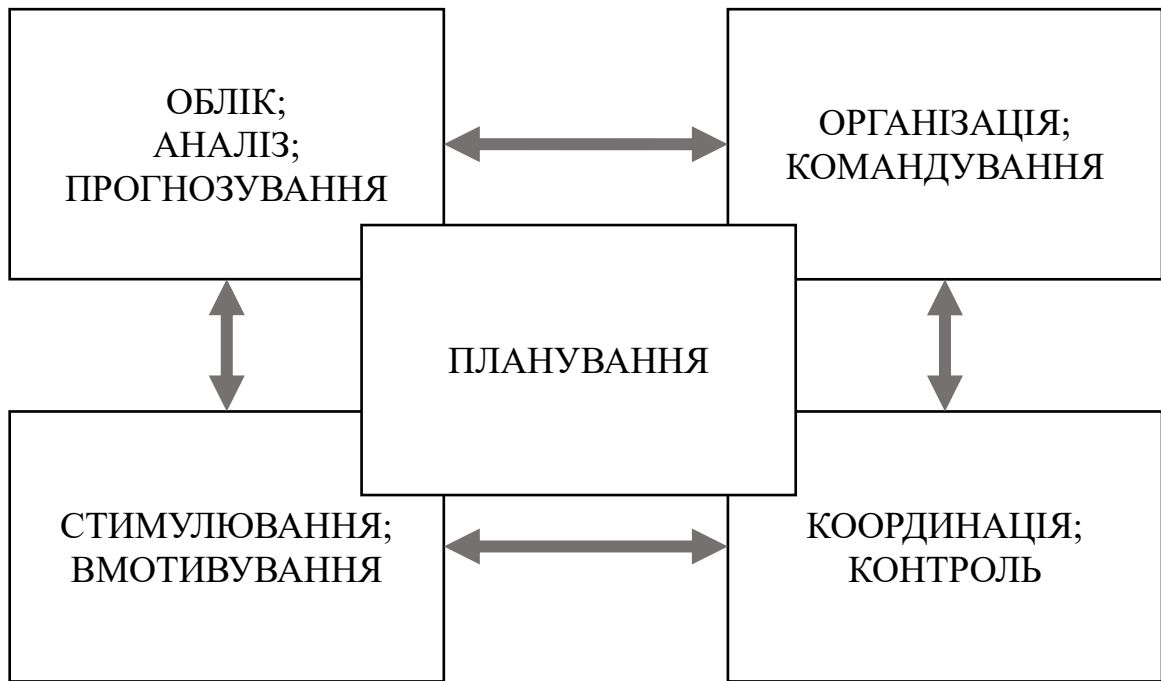 ОБЛІК;
АНАЛІЗ;
ПРОГНОЗУВАННЯ
ОРГАНІЗАЦІЯ;
КОМАНДУВАННЯ
ПЛАНУВАННЯ
СТИМУЛЮВАННЯ;
ВМОТИВУВАННЯ
КООРДИНАЦІЯ;
КОНТРОЛЬ